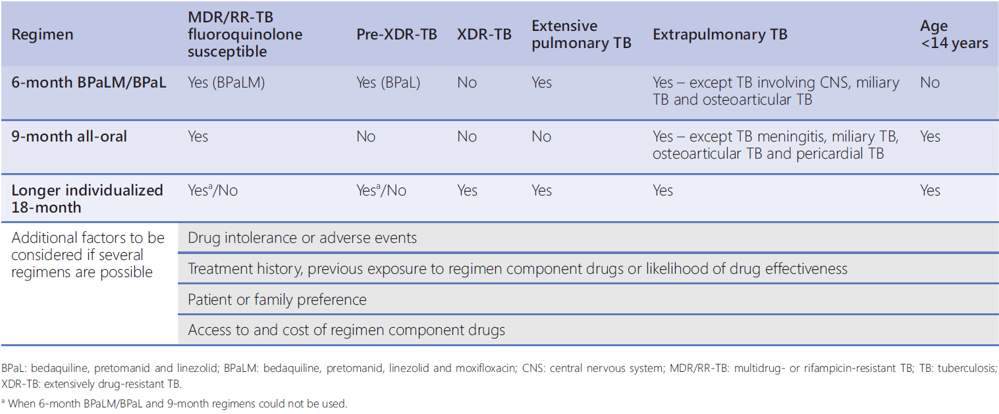 Regimen
MDR/RR-TB
fluoroquinolone
susceptible
Pre-XDR-TB
XDR-TB
Extensive
pulmonary TB
Extrapulmonary TB
Age
<14 years
6-month BPaLM/BPaL
Yes (BPaLM)
Yes (BPaL)
No
Yes
Yes – except TB involving CNS, miliary
TB and osteoarticular TB
No
9-month all-oral
Yes
No
No
No
Yes – except TB meningitis, miliary TB,
osteoarticular TB and pericardial TB
Yes
Longer individualized
18-month
Yesᵃ/No
Yesᵃ/No
Yes
Yes
Yes
Yes
Additional factors to be
considered if several
regimens are possible
Drug intolerance or adverse events
Treatment history, previous exposure to regimen component drugs or likelihood of drug effectiveness
Patient or family preference
Access to and cost of regimen component drugs
BPaL: bedaquiline, pretomanid and linezolid; BPaLM: bedaquiline, pretomanid, linezolid and moxifloxacin; CNS: central nervous system; MDR/RR-TB: multidrug- or rifampicin-resistant TB; TB: tuberculosis;
XDR-TB: extensively drug-resistant TB.
ᵃ When 6-month BPaLM/BPaL and 9-month regimens could not be used.